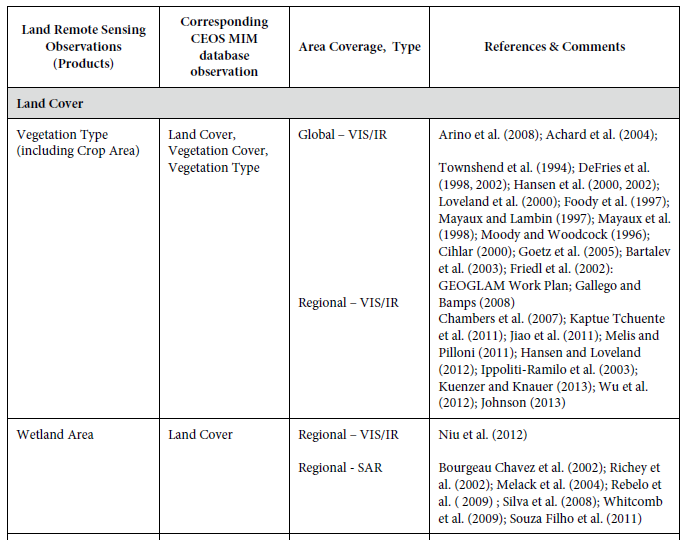 Land Remote Sensing
Observations
(Products)
Corresponding
CEOS MIM
database
observation
Area Coverage, Type
References & Comments
Land Cover
Vegetation Type
(including Crop Area)
Land Cover,
Vegetation Cover,
Vegetation Type
Global – VIS/IR
Arino et al. (2008); Achard et al. (2004);
Townshend et al. (1994); DeFries et al.
(1998, 2002); Hansen et al. (2000, 2002);
Loveland et al. (2000); Foody et al. (1997);
Mayaux and Lambin (1997); Mayaux et al.
(1998); Moody and Woodcock (1996);
Cihlar (2000); Goetz et al. (2005); Bartalev
et al. (2003); Friedl et al. (2002):
GEOGLAM Work Plan; Gallego and
Regional – VIS/IR
Bamps (2008)
Chambers et al. (2007); Kaptue Tchuente
et al. (2011); Jiao et al. (2011); Melis and
Pilloni (2011); Hansen and Loveland
(2012); Ippoliti-Ramilo et al. (2003);
Kuenzer and Knauer (2013); Wu et al.
(2012); Johnson (2013)
Wetland Area
Land Cover
Regional – VIS/IR
Niu et al. (2012)
Regional - SAR
Bourgeau Chavez et al. (2002); Richey et
al. (2002); Melack et al. (2004); Rebelo et
al. ( 2009) ; Silva et al. (2008); Whitcomb
et al. (2009); Souza Filho et al. (2011)